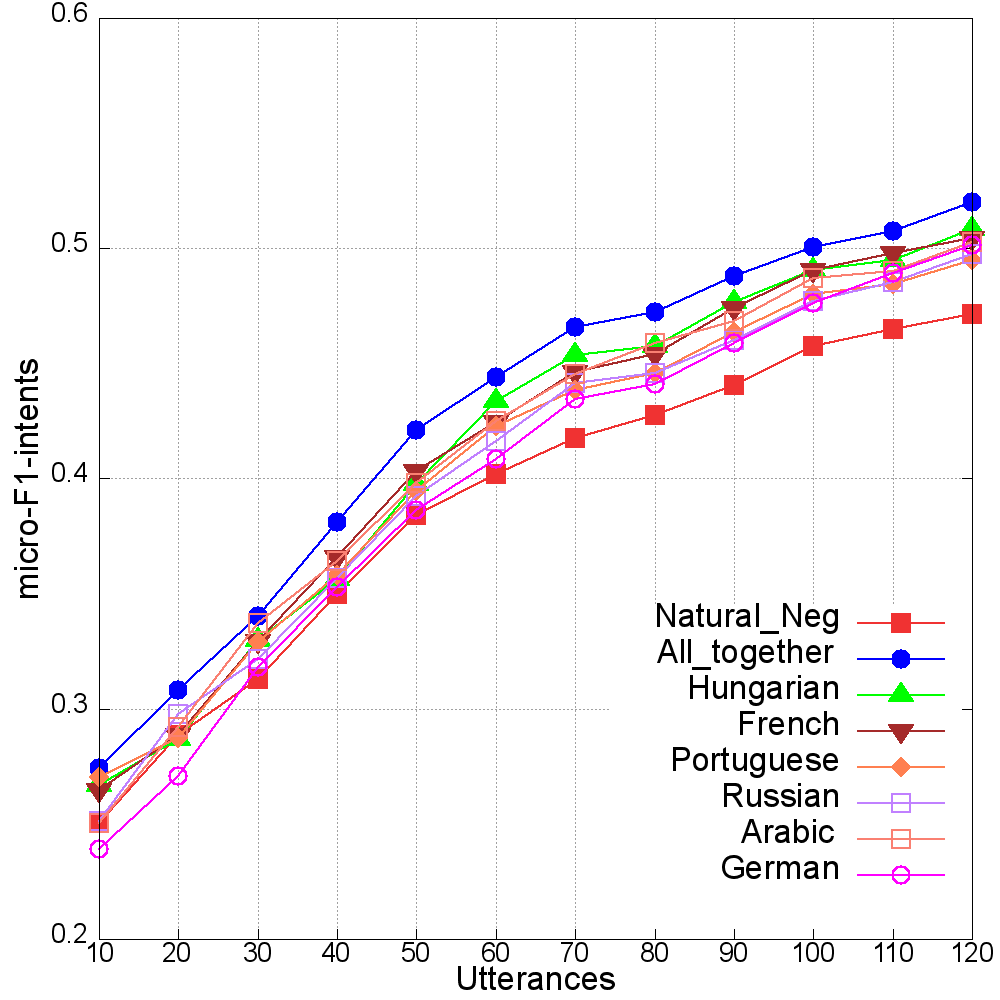 0.6
0.5
0.4
0.3
0.2
micro-F1-intents
Natural_Neg
All_together
Hungarian
French
Portuguese
Russian
Arabic
German
10 20 30 40 50 60 70 80 90 100 110 120
Utterances